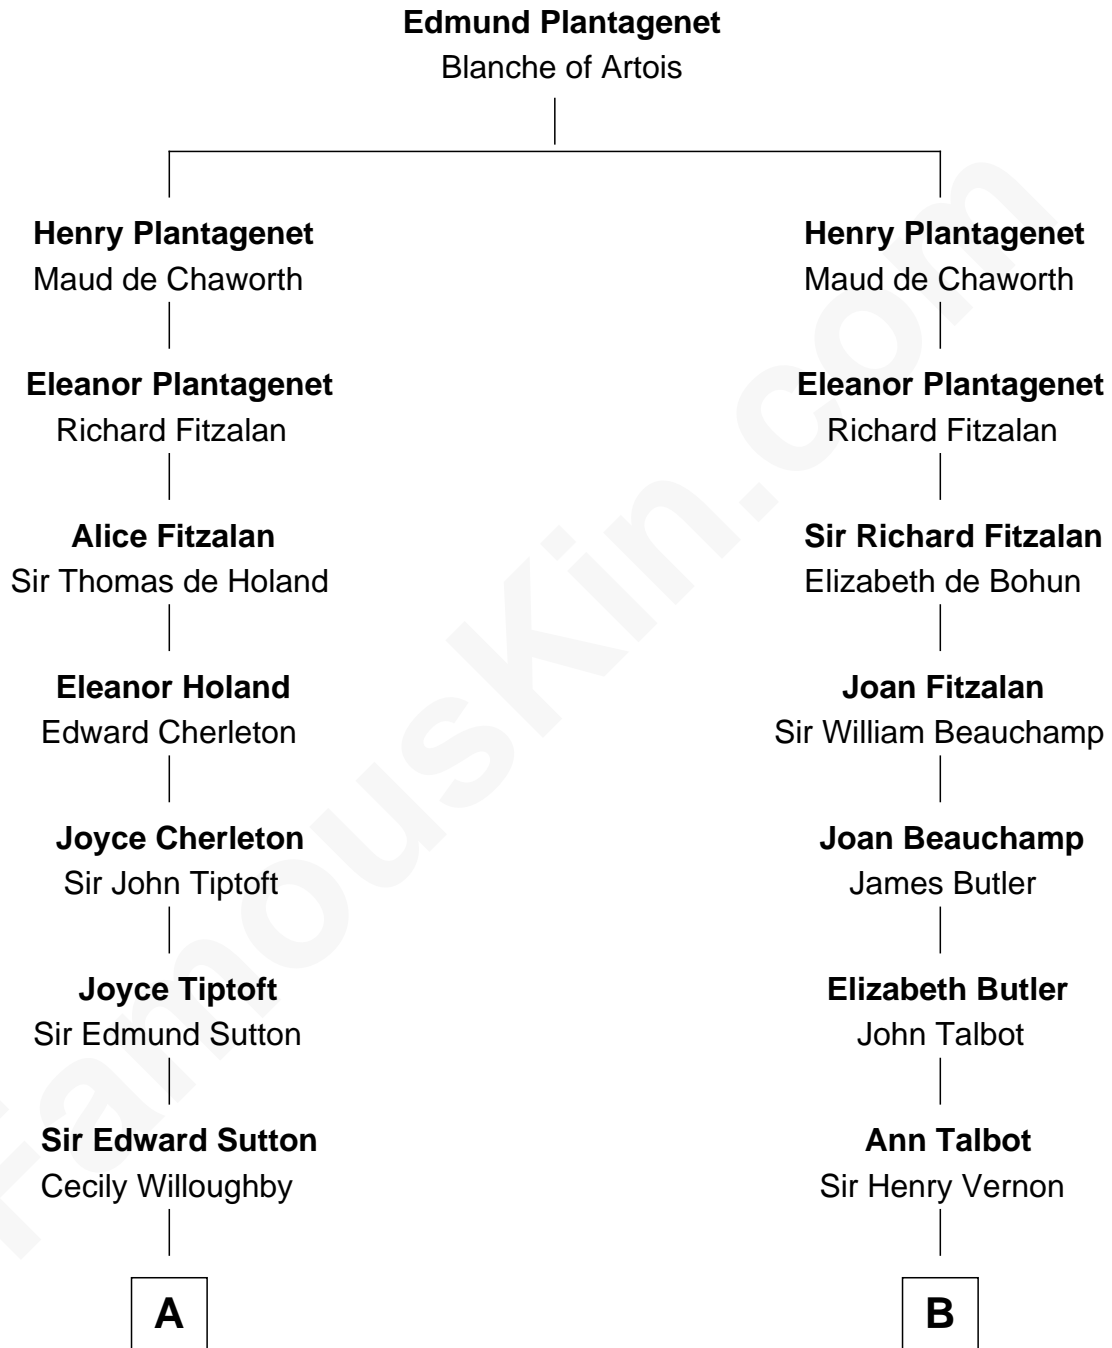 Edmund Plantagenet
Blanche of Artois
Henry Plantagenet
Maud de Chaworth
Eleanor Plantagenet
Richard Fitzalan
Alice Fitzalan
Sir Thomas de Holand
Eleanor Holand
Edward Cherleton
Joyce Cherleton
Sir John Tiptoft
Joyce Tiptoft
Sir Edmund Sutton
Sir Edward Sutton
Cecily Willoughby
A
Henry Plantagenet
Maud de Chaworth
Eleanor Plantagenet
Richard Fitzalan
Sir Richard Fitzalan
Elizabeth de Bohun
Joan Fitzalan
Sir William Beauchamp
Joan Beauchamp
James Butler
Elizabeth Butler
John Talbot
Ann Talbot
Sir Henry Vernon
B
FamousKin.com